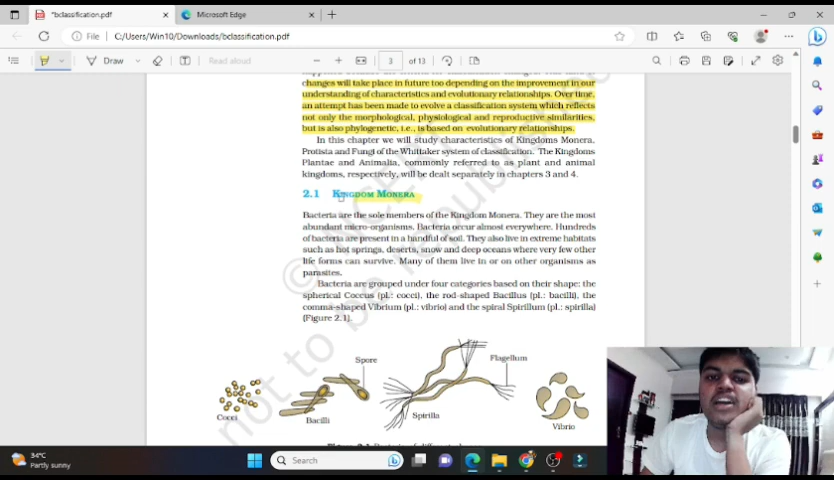 *bclassification.pdf
Microsoft Edge
File
C:/Users/Win10/Downloads/bclassification.pdf
Draw
Read aloud
3
of 13
changes will take place in future too depending on the improvement in our
understanding of characteristics and evolutionary relationships. Over time,
an attempt has been made to evolve a classification system which reflects
not only the morphological, physiological and reproductive similarities,
but is also phylogenetic, i.e., is based on evolutionary relationships.
In this chapter we will study characteristics of Kingdoms Monera,
Protista and Fungi of the Whittaker system of classification. The Kingdoms
Plantae and Animalia, commonly referred to as plant and animal
kingdoms, respectively, will be dealt separately in chapters 3 and 4.
2.1 KINGDOM MONERA
Bacteria are the sole members of the Kingdom Monera. They are the most
abundant micro-organisms. Bacteria occur almost everywhere. Hundreds
of bacteria are present in a handful of soil. They also live in extreme habitats
such as hot springs, deserts, snow and deep oceans where very few other
life forms can survive. Many of them live in or on other organisms as
parasites.
Bacteria are grouped under four categories based on their shape: the
spherical Coccus (pl.: cocci), the rod-shaped Bacillus (pl.: bacilli), the
comma-shaped Vibrium (pl.: vibrio) and the spiral Spirillum (pl.: spirilla)
(Figure 2.1).
Spore
Flagellum
Cocci
Bacilli
Spirilla
Vibrio
not to be republished
34°C
Partly sunny
Search